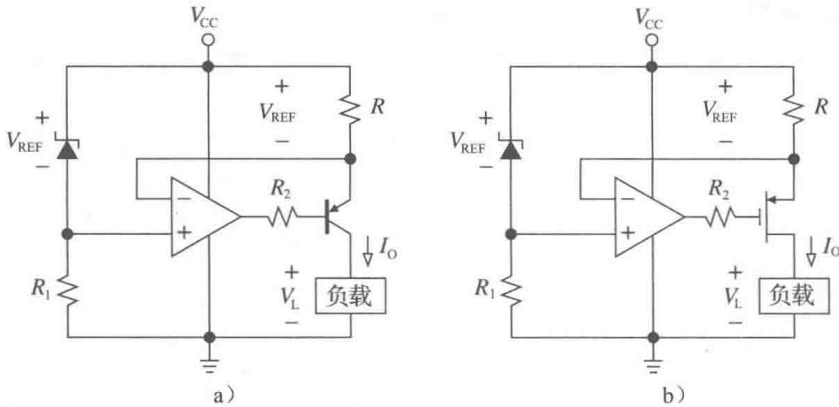 V_CC
+
V_REF
−
+
V_REF
−
R
−
+
R_2
R_1
I_O
+
V_L
−
负载
a)
V_CC
+
V_REF
−
+
V_REF
−
R
−
+
R_2
R_1
I_O
+
V_L
−
负载
b)